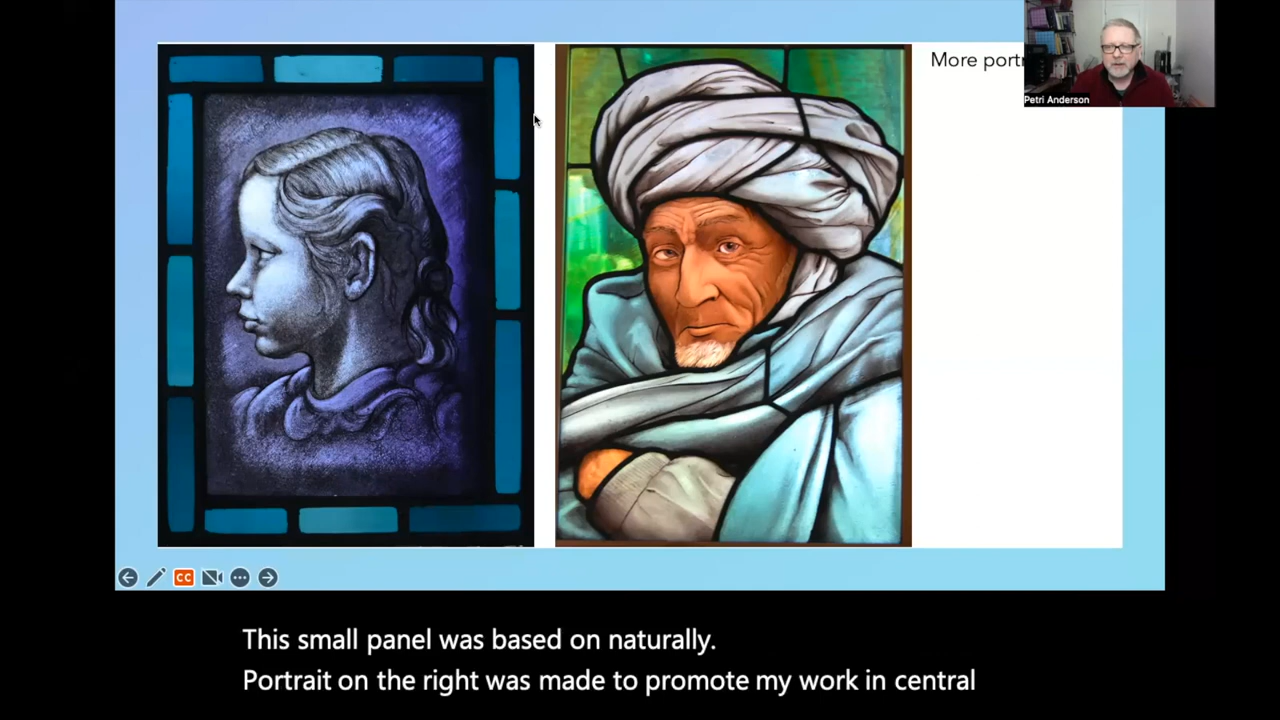 More
Petri Anderson
CC
This small panel was based on naturally.
Portrait on the right was made to promote my work in central